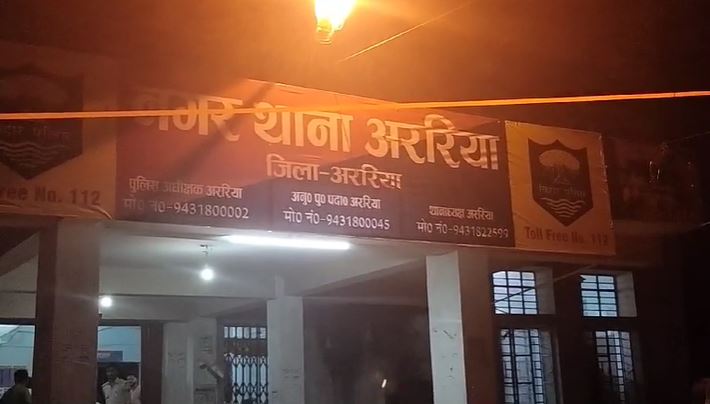 नगर थाना अररिया
जिला-अररिया
पुलिस अधीक्षक अररिया
मो० नं०-9431800002
अनु० पु० पदा० अररिया
मो० नं०-9431800045
थानाध्यक्ष अररिया
मो० नं०-9431822599
बिहार पुलिस
Toll Free No. 112
बिहार पुलिस
Free No. 112